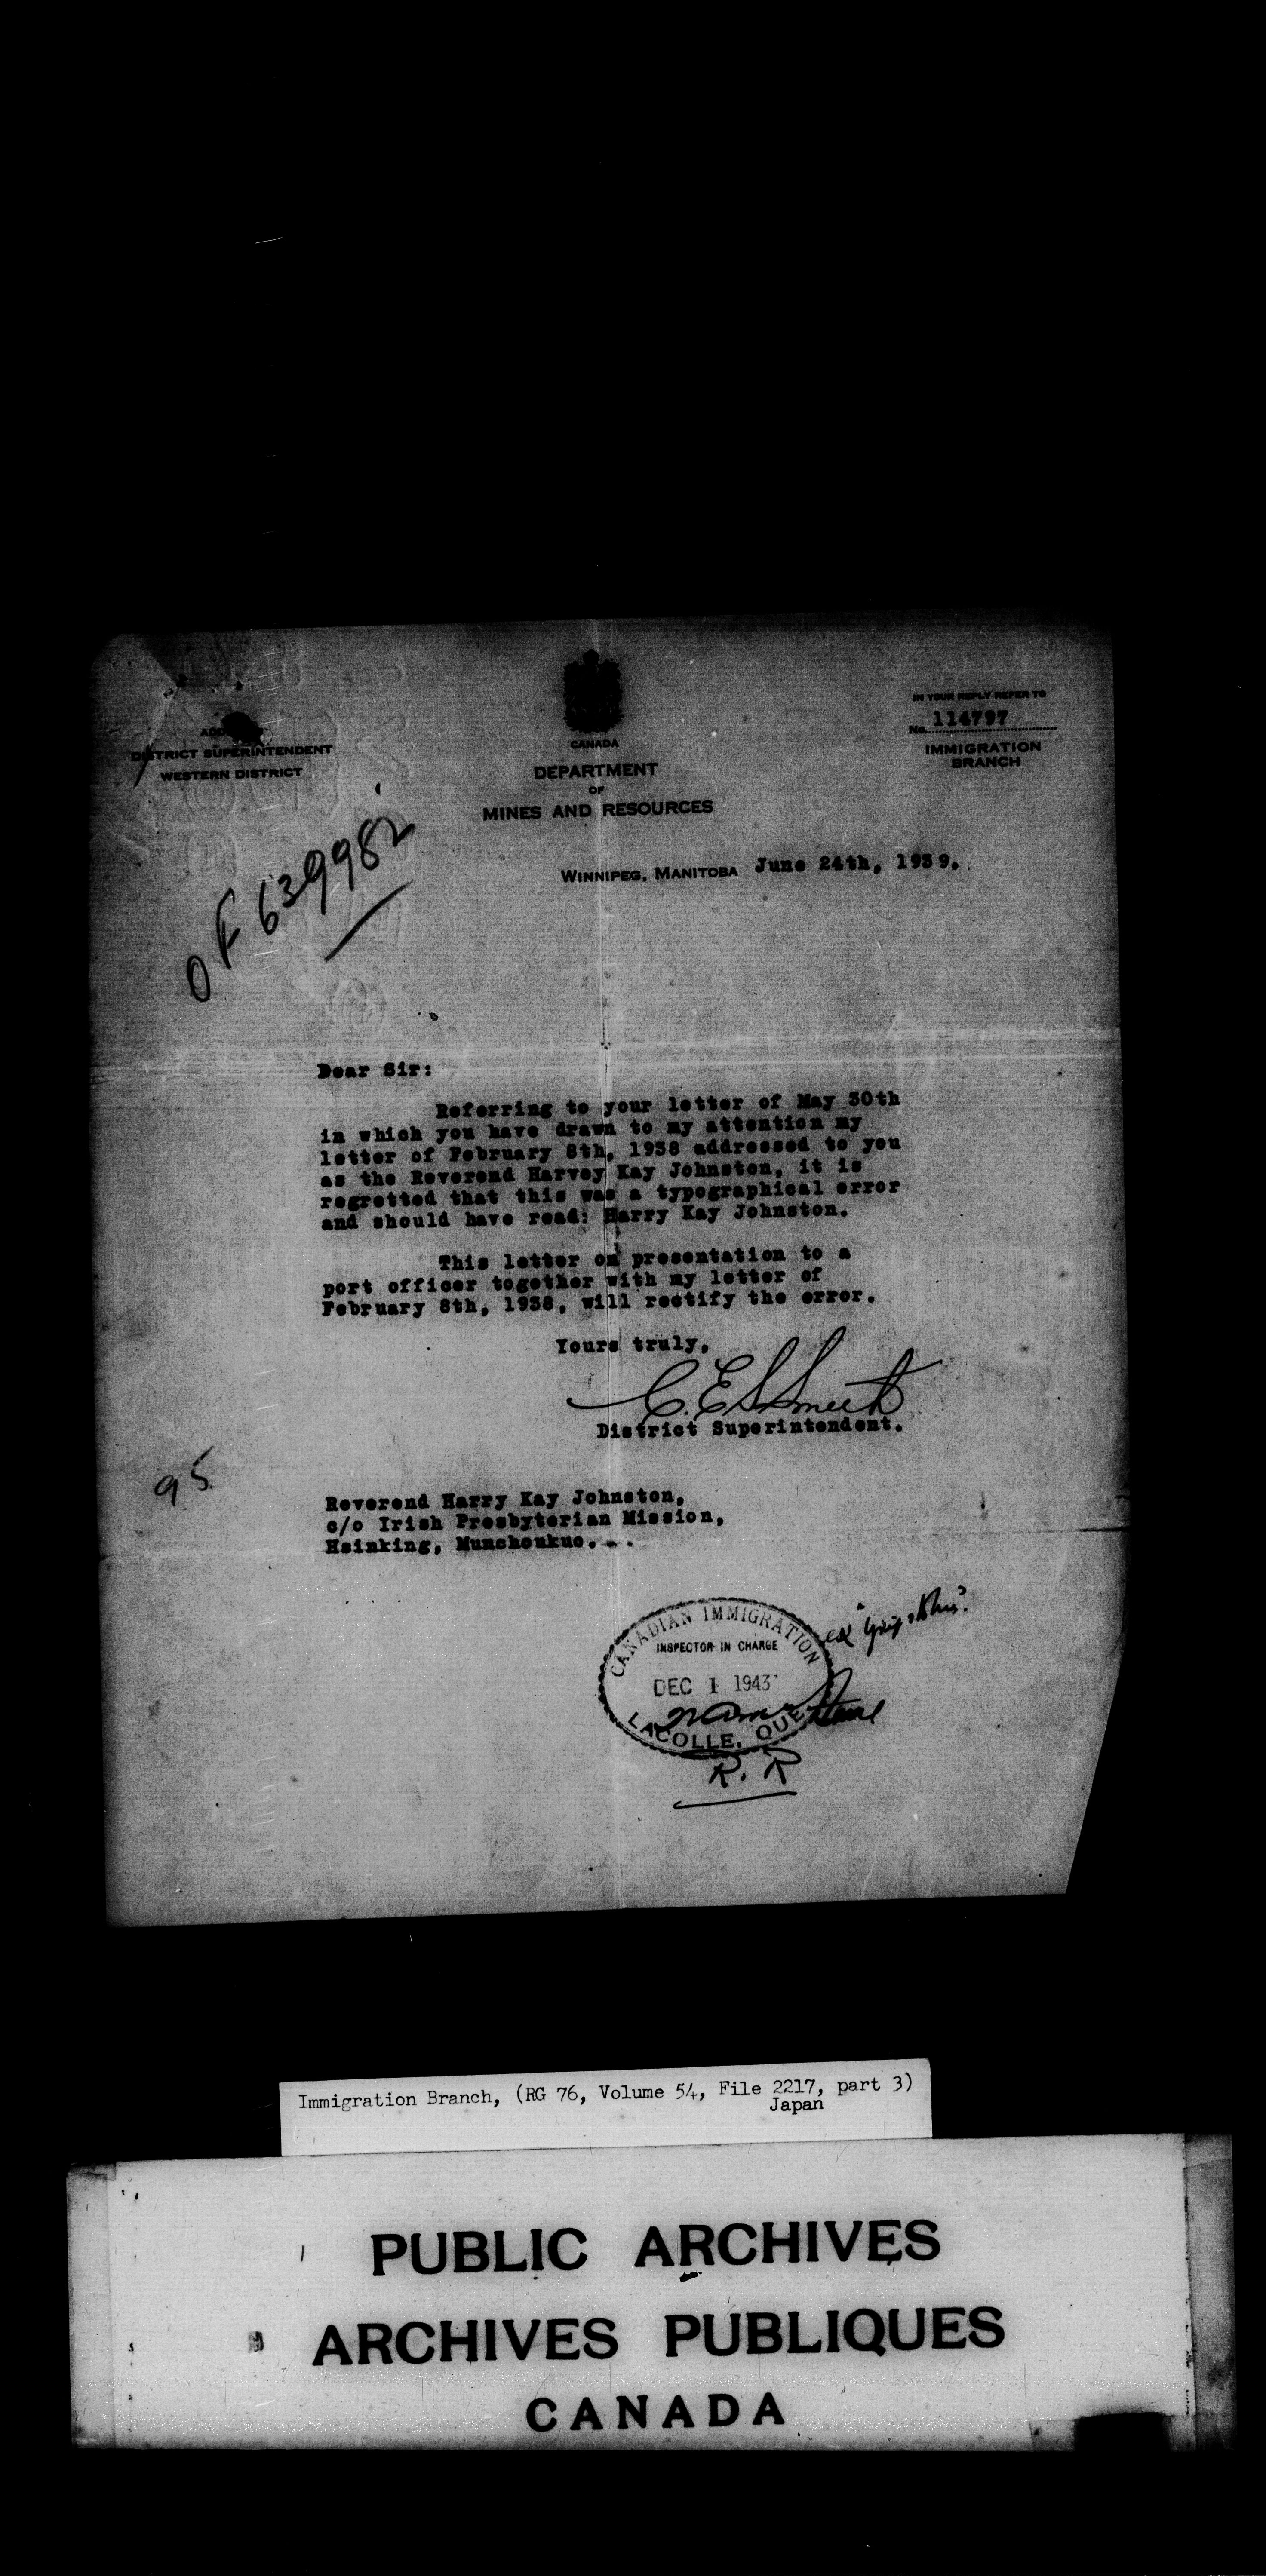 ADD
DISTRICT SUPERINTENDENT
WESTERN DISTRICT
CANADA
DEPARTMENT
OF
MINES AND RESOURCES
IN YOUR REPLY REFER TO
No. 114797
IMMIGRATION
BRANCH
WINNIPEG, MANITOBA June 24th, 1939.
OF 639982
Dear Sir:
Referring to your letter of May 30th
in which you have drawn to my attention my
letter of February 8th, 1938 addressed to you
as the Reverend Harvey Kay Johnston, it is
regretted that this was a typographical error
and should have read: Harry Kay Johnston.
This letter on presentation to a
port officer together with my letter of
February 8th, 1938, will rectify the error.
Yours truly,
C.E.S. Smith
District Superintendent.
95
Reverend Harry Kay Johnston,
c/o Irish Presbyterian Mission,
Hsinking, Munchoukuo...
CANADIAN IMMIGRATION
INSPECTOR IN CHARGE
DEC 1 1943
LACOLLE, QUE
R.R
Immigration Branch, (RG 76, Volume 54, File 2217, part 3)
Japan
PUBLIC ARCHIVES
ARCHIVES PUBLIQUES
CANADA